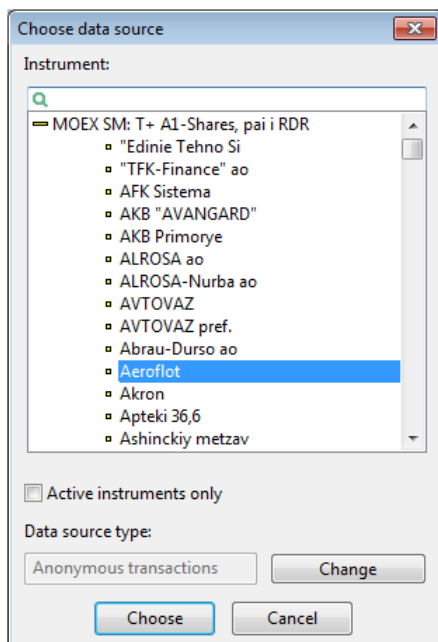 Choose data source
Instrument:
MOEX SM: T+ A1-Shares, pai i RDR
"Edinie Tehno Si
"TFK-Finance" ao
AFK Sistema
AKB "AVANGARD"
AKB Primorye
ALROSA ao
ALROSA-Nurba ao
AVTOVAZ
AVTOVAZ pref.
Abrau-Durso ao
Aeroflot
Akron
Apteki 36,6
Ashinckiy metzav
Active instruments only
Data source type:
Anonymous transactions
Change
Choose
Cancel